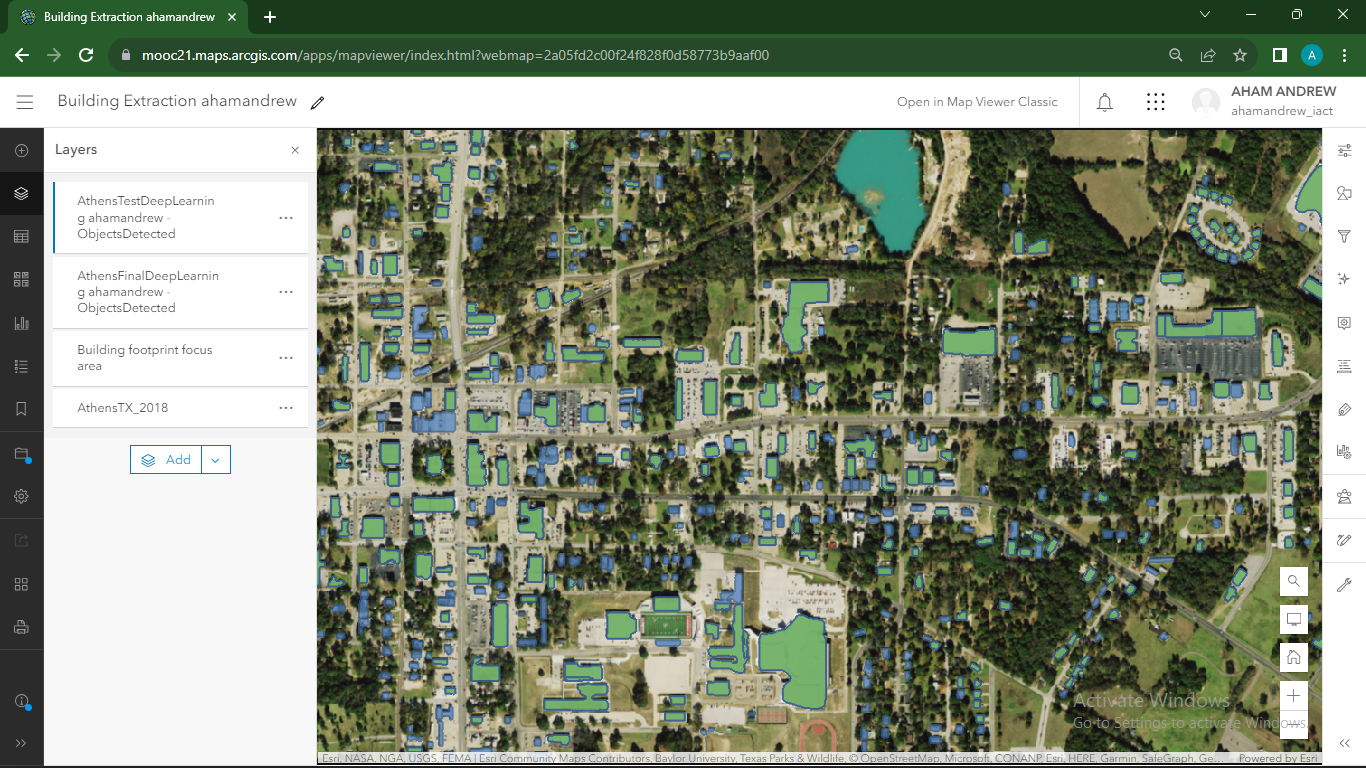 Building Extraction ahamandrew
mooc21.maps.arcgis.com/apps/mapviewer/index.html?webmap=2a05fd2c00f24f828f0d58773b9aaf00
A
Building Extraction ahamandrew
Open in Map Viewer Classic
AHAM ANDREW
ahamandrew_iact
Layers
AthensTestDeepLearnin
g ahamandrew -
ObjectsDetected
AthensFinalDeepLearnin
g ahamandrew -
ObjectsDetected
Building footprint focus
area
AthensTX_2018
Add
Activate Windows
Go to Settings to activate Windows.
Esri, NASA, NGA, USGS, FEMA | Esri Community Maps Contributors, Baylor University, Texas Parks & Wildlife, © OpenStreetMap, Microsoft, CONANP, Esri, HERE, Garmin, SafeGraph, Ge... Powered by Esri